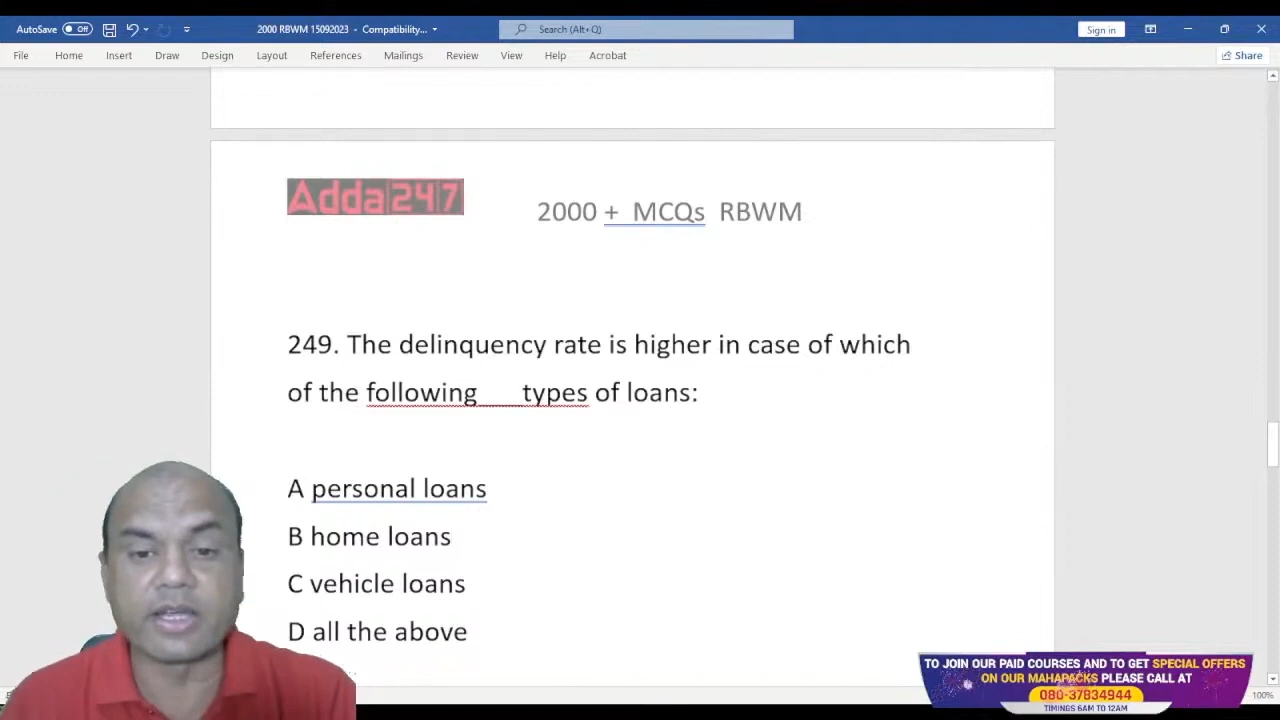 AutoSave Off 2000 RBWM 15092023 - Compatibility... Search (Alt+Q) Sign in
File Home Insert Draw Design Layout References Mailings Review View Help Acrobat Share
Adda247
2000 + MCQs RBWM
249. The delinquency rate is higher in case of which
of the following___types of loans:
A personal loans
B home loans
C vehicle loans
D all the above
TO JOIN OUR PAID COURSES AND TO GET SPECIAL OFFERS
ON OUR MAHAPACKS PLEASE CALL AT
080-37834944
TIMINGS 6AM TO 12AM
100%